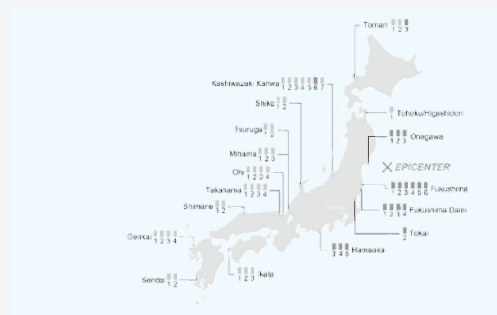 Tomari
1 2 3
Kashiwazaki Kariwa
1 2 3 4 5 6 7
Shika
1 2
Tsuruga
1 2
Mihama
1 2 3
Ohi
1 2 3 4
Takahama
1 2 3 4
Shimane
1 2
Genkai
1 2 3 4
Sendai
1 2
Ikata
1 2 3
Hamaoka
3 4 5
Tohoku/Higashidori
1
Onagawa
1 2 3
EPICENTER
Fukushima
1 2 3 4 5 6
Fukushima Daini
1 2 3 4
Tokai
2
Tokyo